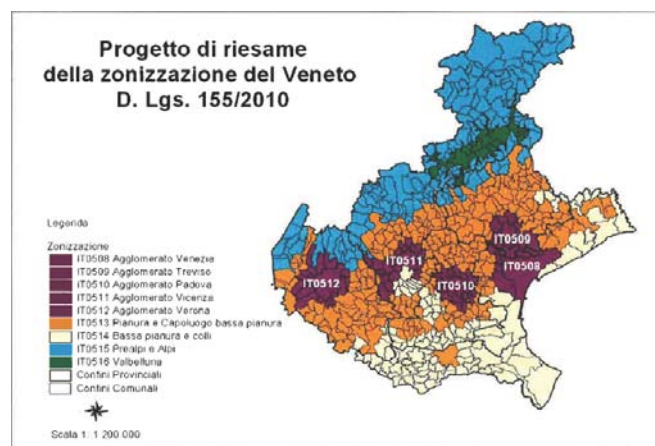 Progetto di riesame
della zonizzazione del Veneto
D. Lgs. 155/2010
Legenda
Zonizzazione
IT0508 Agglomerato Venezia
IT0509 Agglomerato Treviso
IT0510 Agglomerato Padova
IT0511 Agglomerato Vicenza
IT0512 Agglomerato Verona
IT0513 Pianura e Capoluogo bassa pianura
IT0514 Bassa pianura e colli
IT0515 Prealpi e Alpi
IT0516 Valbelluna
Confini Provinciali
Confini Comunali
Scala 1: 1 200 000
IT0509
IT0508
IT0511
IT0512
IT0510